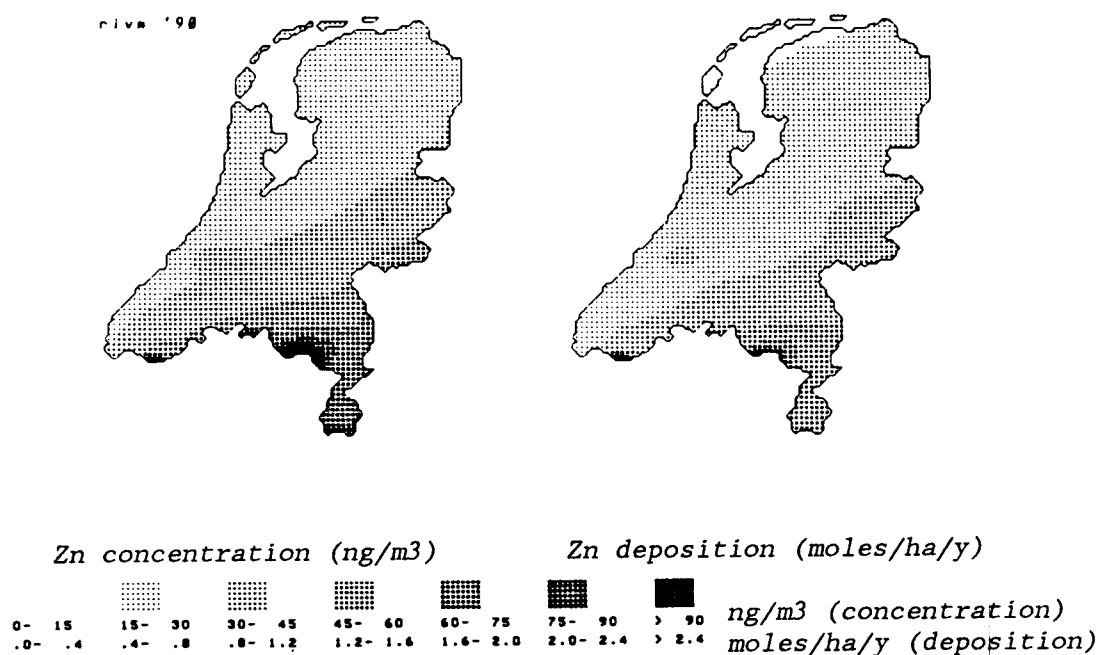 rivm '90
Zn concentration (ng/m3) Zn deposition (moles/ha/y)
0- 15 15- 30 30- 45 45- 60 60- 75 75- 90 > 90 ng/m3 (concentration)
.0- .4 .4- .8 .8- 1.2 1.2- 1.6 1.6- 2.0 2.0- 2.4 > 2.4 moles/ha/y (deposition)